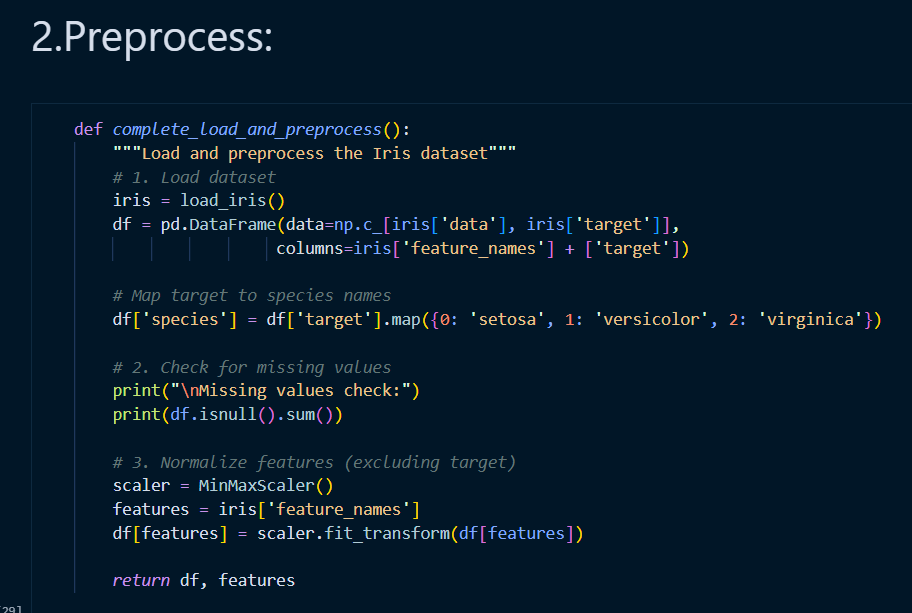 2.Preprocess:
def complete_load_and_preprocess():
"""Load and preprocess the Iris dataset"""
# 1. Load dataset
iris = load_iris()
df = pd.DataFrame(data=np.c_[iris['data'], iris['target']],
columns=iris['feature_names'] + ['target'])
# Map target to species names
df['species'] = df['target'].map({0: 'setosa', 1: 'versicolor', 2: 'virginica'})
# 2. Check for missing values
print("\nMissing values check:")
print(df.isnull().sum())
# 3. Normalize features (excluding target)
scaler = MinMaxScaler()
features = iris['feature_names']
df[features] = scaler.fit_transform(df[features])
return df, features
29]